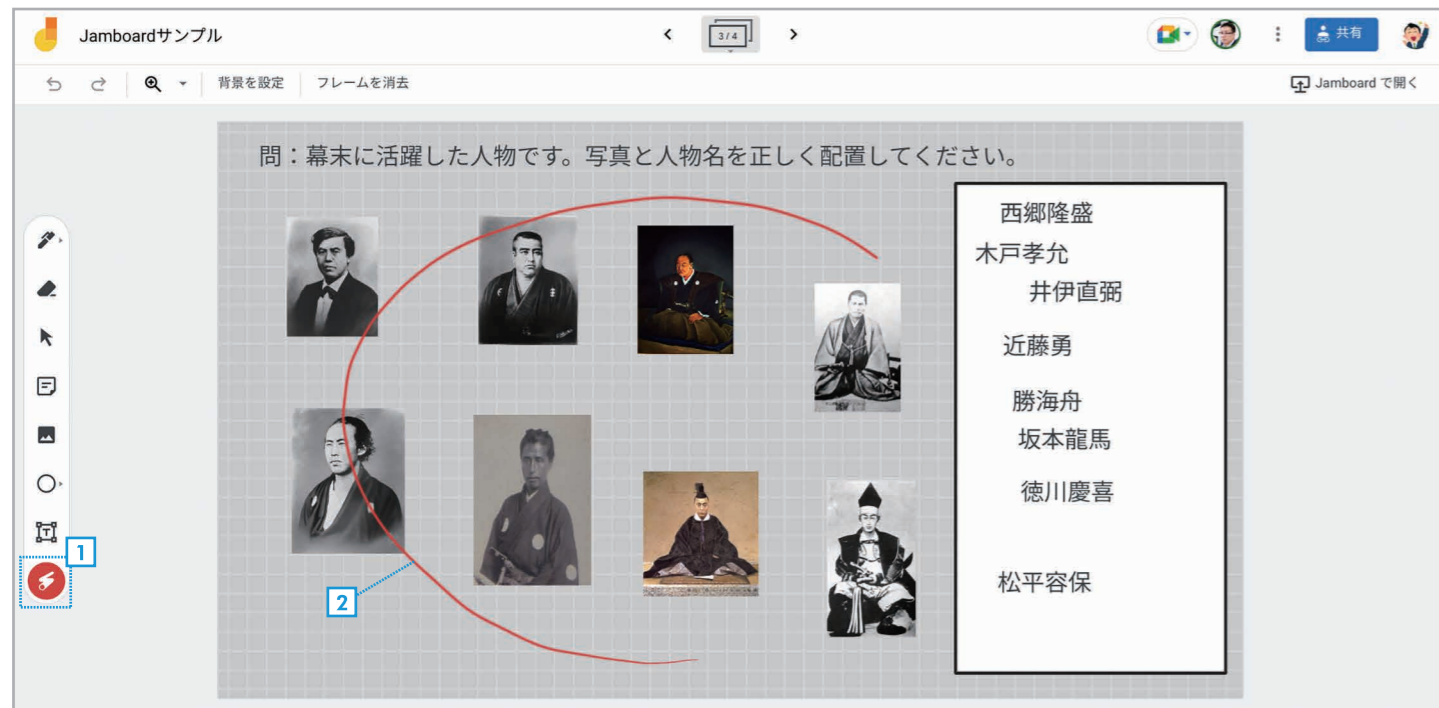 Jamboardサンプル
3 / 4
共有
背景を設定
フレームを消去
Jamboard で開く
問：幕末に活躍した人物です。写真と人物名を正しく配置してください。
西郷隆盛
木戸孝允
井伊直弼
近藤勇
勝海舟
坂本龍馬
徳川慶喜
松平容保
T
1
2